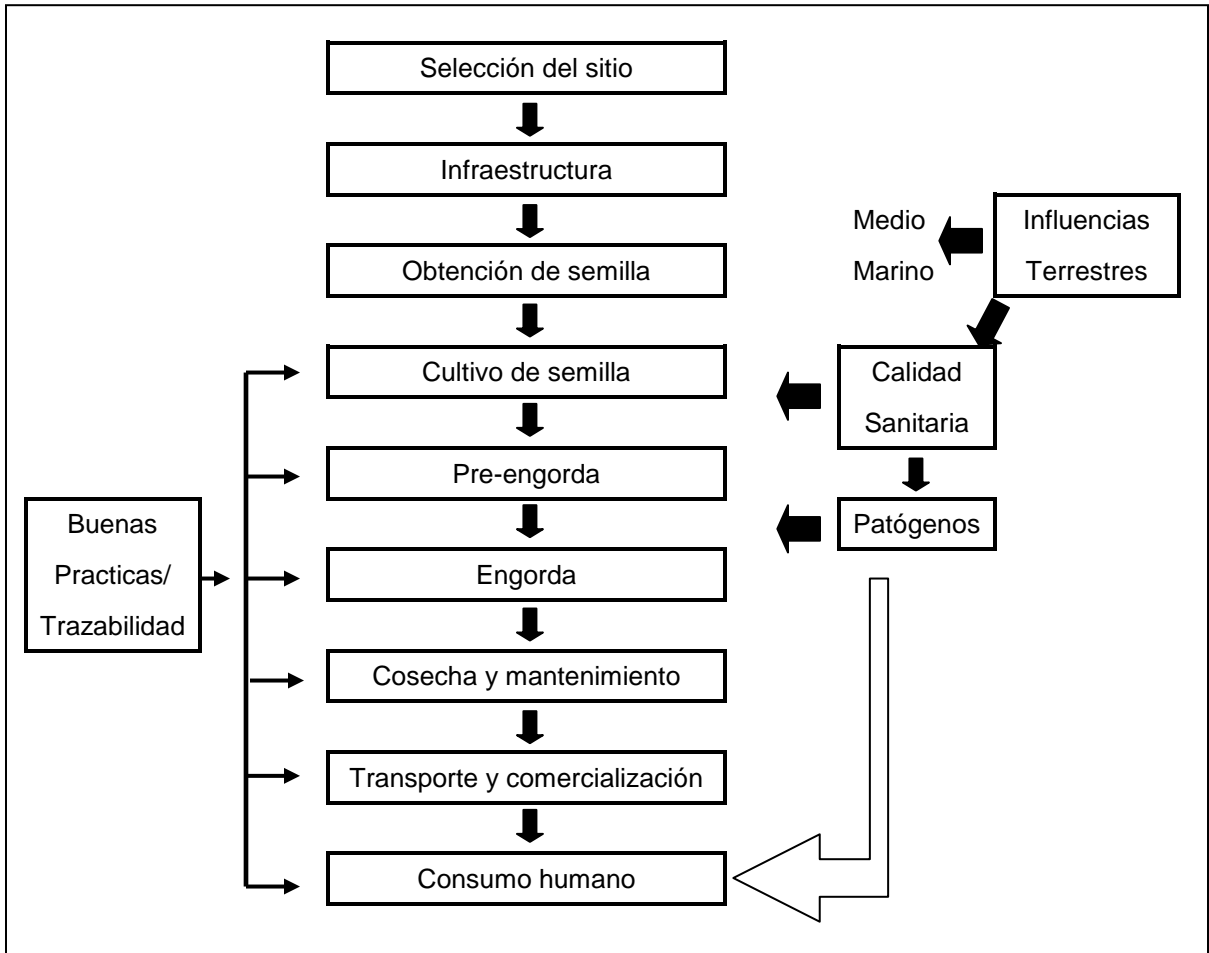 Selección del sitio
Infraestructura
Obtención de semilla
Cultivo de semilla
Pre-engorda
Engorda
Cosecha y mantenimiento
Transporte y comercialización
Consumo humano
Buenas
Practicas/
Trazabilidad
Medio
Marino
Influencias
Terrestres
Calidad
Sanitaria
Patógenos